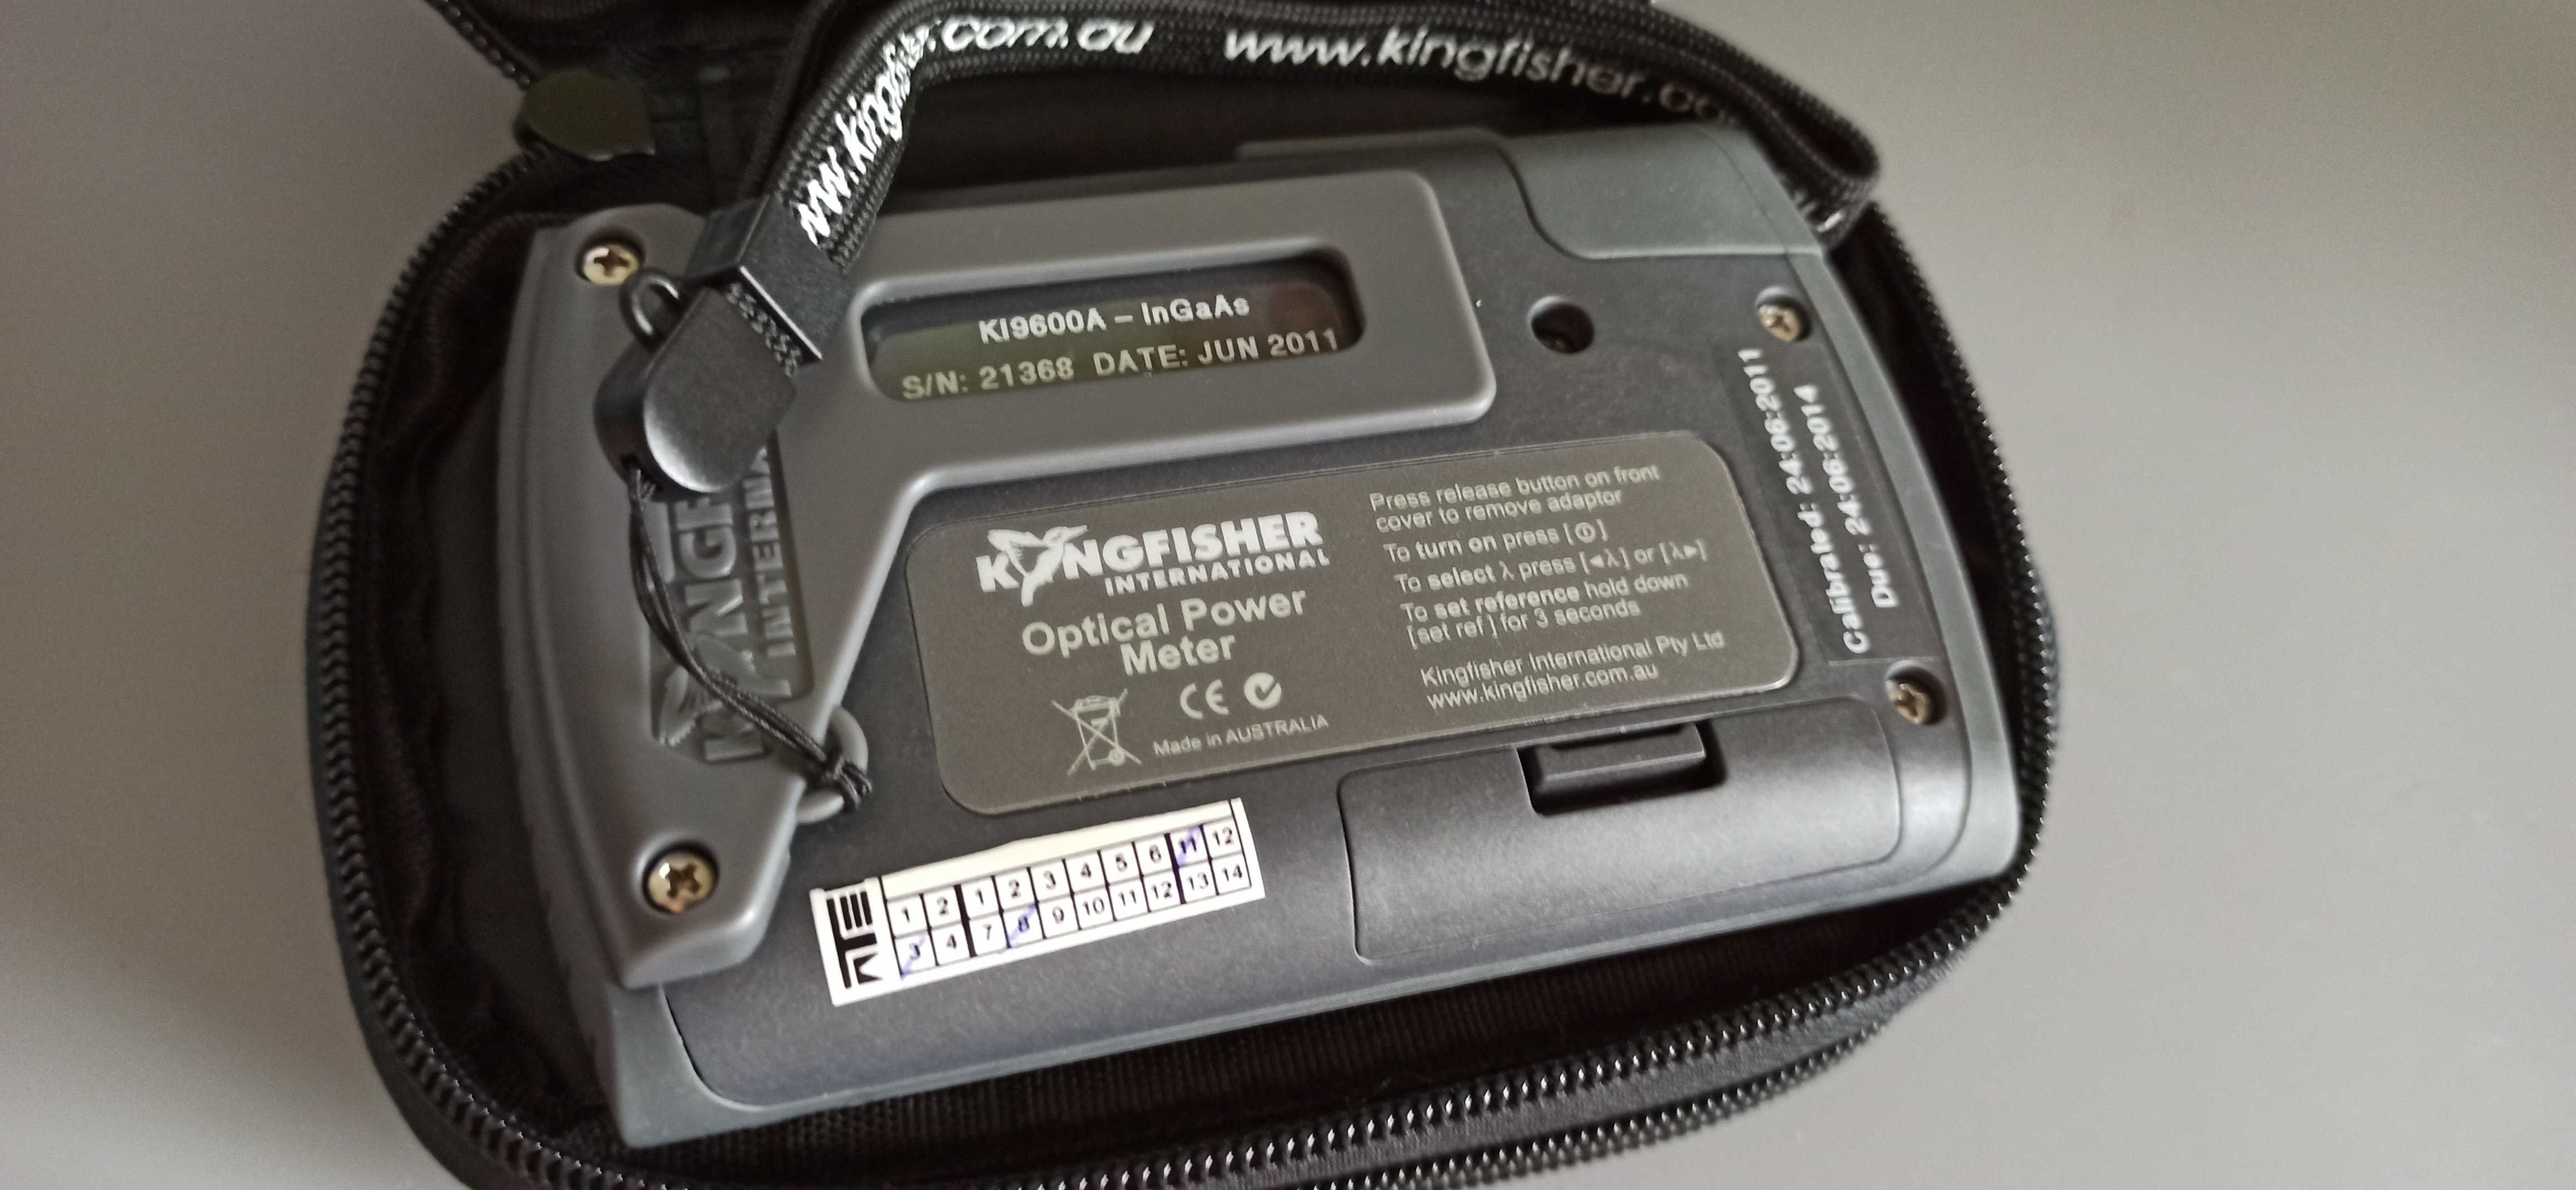 www.kingfisher.com.au
www.kingfisher.co
KI9600A – InGaAs
S/N: 21368 DATE: JUN 2011
Calibrated: 24:06:2011
Due: 24:06:2014
KINGFISHER
INTERNATIONAL
Optical Power
Meter
CE
Made in AUSTRALIA
Press release button on front
cover to remove adaptor
To turn on press [⏼]
To select λ press [◄λ] or [λ►]
To set reference hold down
[set ref] for 3 seconds
Kingfisher International Pty Ltd
www.kingfisher.com.au
INTERNA
1 2 1 2 3 4 5 6 11 12
3 4 7 8 9 10 11 12 13 14